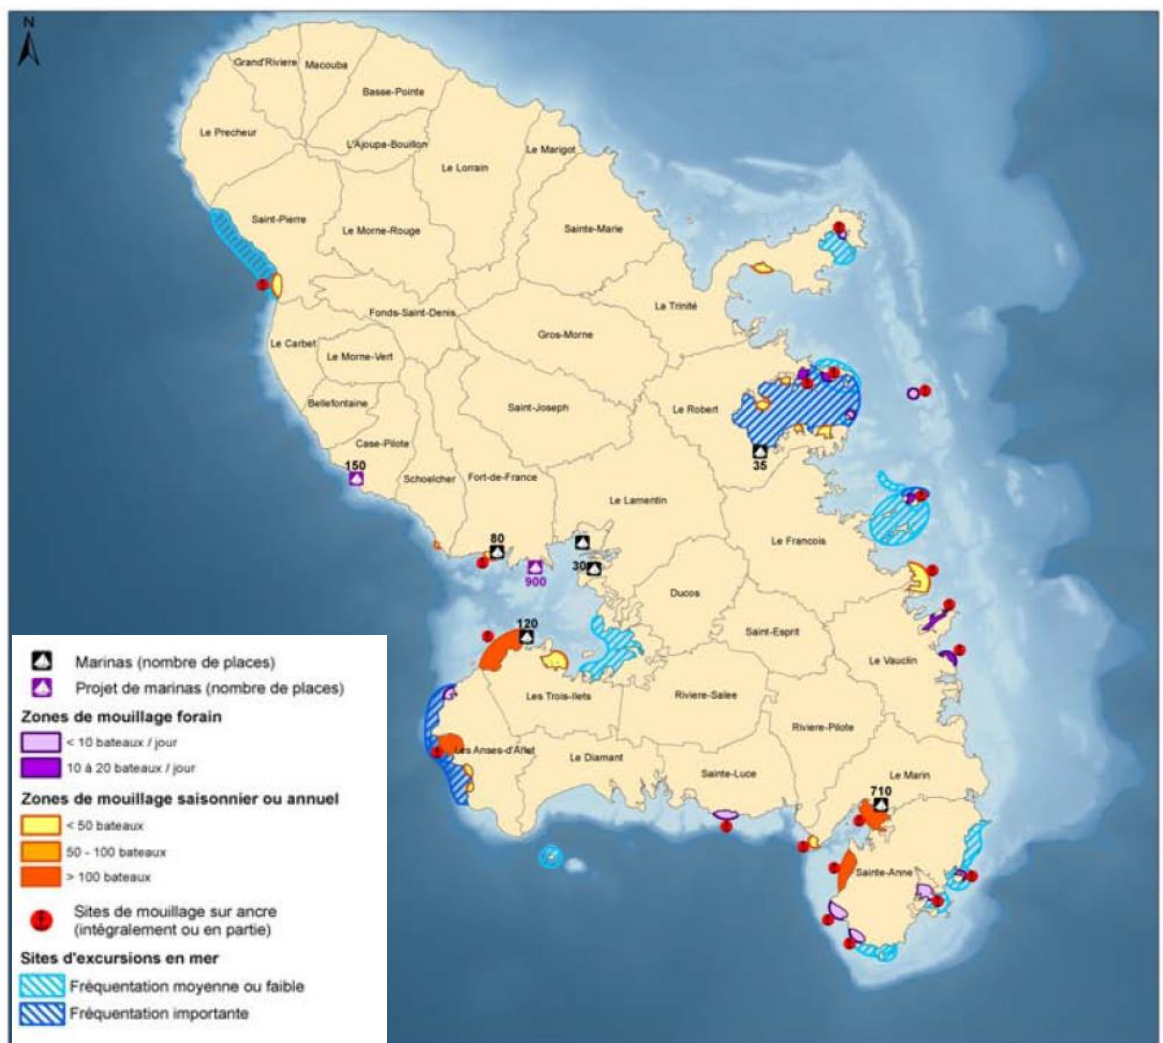 N
Grand'Riviere
Macouba
Basse-Pointe
Le Precheur
L'Ajoupa-Bouillon
Le Marigot
Le Lorrain
Saint-Pierre
Le Morne-Rouge
Sainte-Marie
La Trinité
Fonds-Saint-Denis
Gros-Morne
Le Carbet
Le Morne-Vert
Bellefontaine
Saint-Joseph
Le Robert
Case-Pilote
150
35
Schoelcher
Fort-de-France
Le Lamentin
80
Le François
30
900
Ducos
120
Saint-Esprit
Le Vauclin
Les Trois-Ilets
Riviere-Salee
Riviere-Pilote
Les Anses-d'Arlet
Le Diamant
Sainte-Luce
Le Marin
710
Sainte-Anne
Marinas (nombre de places)
Projet de marinas (nombre de places)
Zones de mouillage forain
< 10 bateaux / jour
10 à 20 bateaux / jour
Zones de mouillage saisonnier ou annuel
< 50 bateaux
50 - 100 bateaux
> 100 bateaux
Sites de mouillage sur ancre
(intégralement ou en partie)
Sites d'excursions en mer
Fréquentation moyenne ou faible
Fréquentation importante